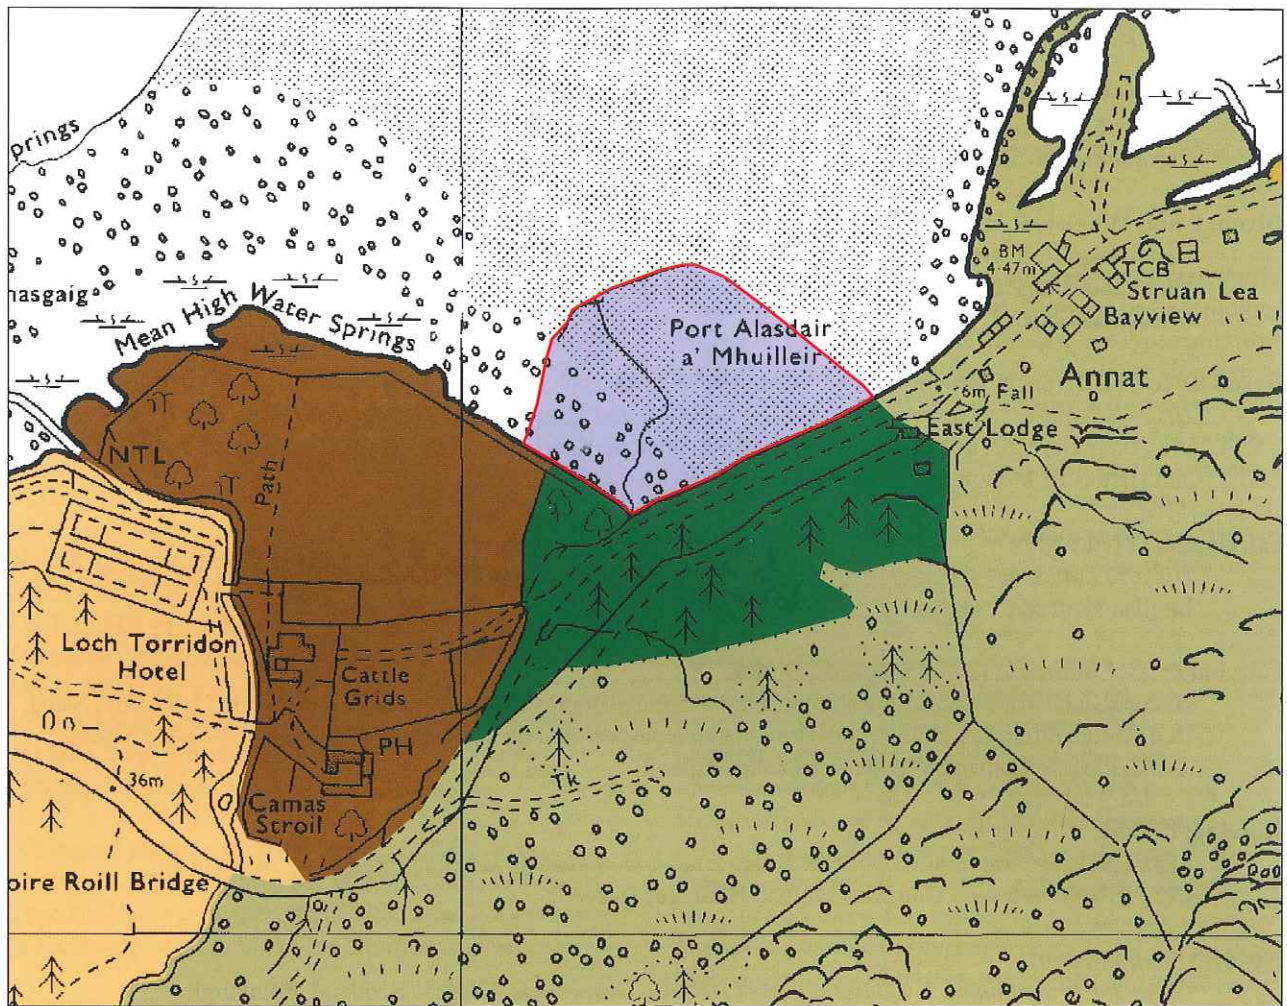 prings
nasgaig
Mean High Water Springs
Port Alasdair
a' Mhuilleir
BM
4·47m
TCB
Struan Lea
Bayview
Annat
6m Fall
East Lodge
NTL
Path
Loch Torridon
Hotel
Cattle
Grids
PH
36m
Camas
Stroil
Tk
oire Roill Bridge